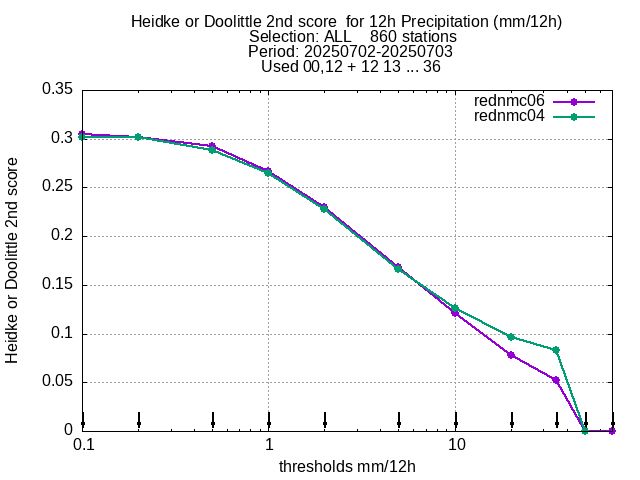 Heidke or Doolittle 2nd score  for 12h Precipitation (mm/12h)
Selection: ALL    860 stations
Period: 20250702-20250703
Used 00,12 + 12 13 ... 36
rednmc06
rednmc04
Heidke or Doolittle 2nd score
0.35
0.3
0.25
0.2
0.15
0.1
0.05
0
0.1 1 10
thresholds mm/12h